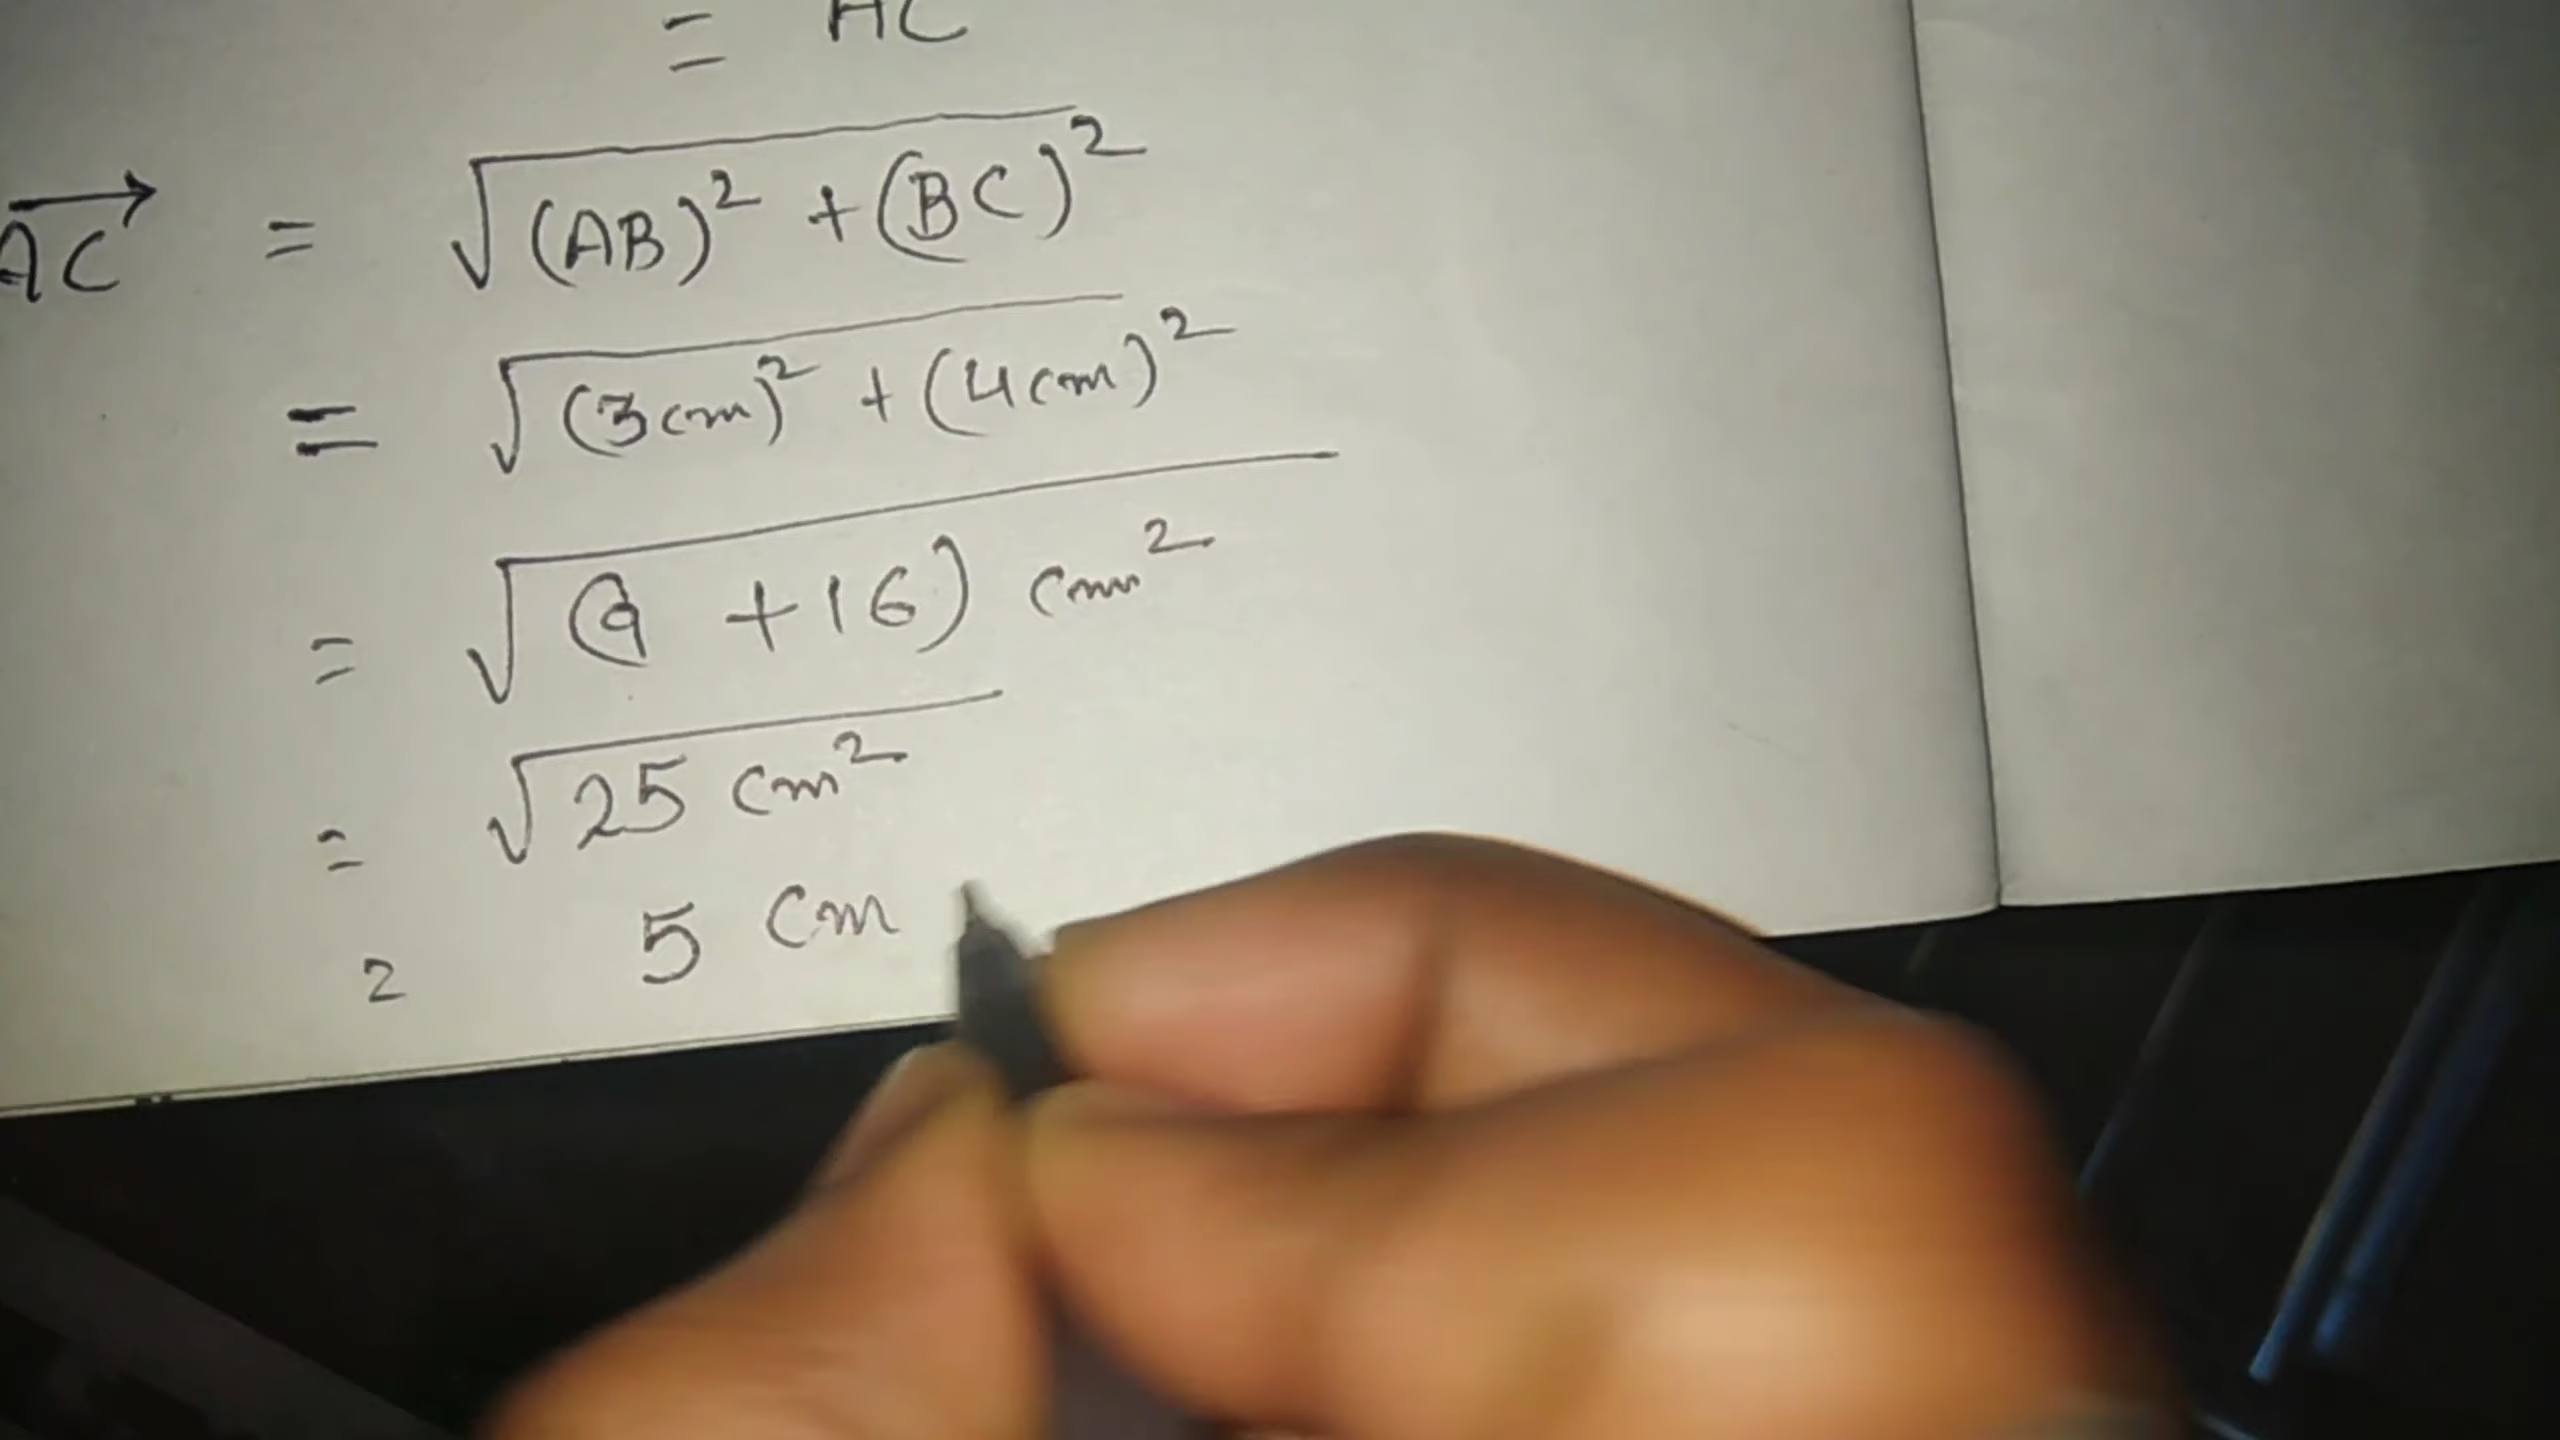 = AC
AC⃗ = √(AB)² + (BC)²
= √(3cm)² + (4cm)²
= √(9 + 16) cm²
= √25 cm²
= 5 cm